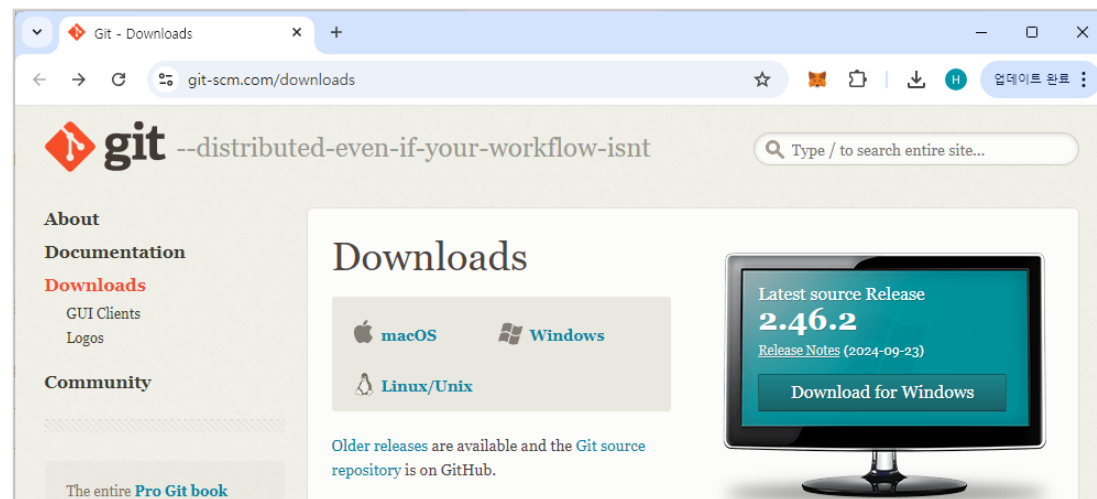 Git - Downloads
git-scm.com/downloads
H
업데이트 완료
git --distributed-even-if-your-workflow-isnt
Type / to search entire site...
About
Documentation
Downloads
GUI Clients
Logos
Community
The entire Pro Git book
Downloads
macOS
Windows
Linux/Unix
Older releases are available and the Git source
repository is on GitHub.
Latest source Release
2.46.2
Release Notes (2024-09-23)
Download for Windows